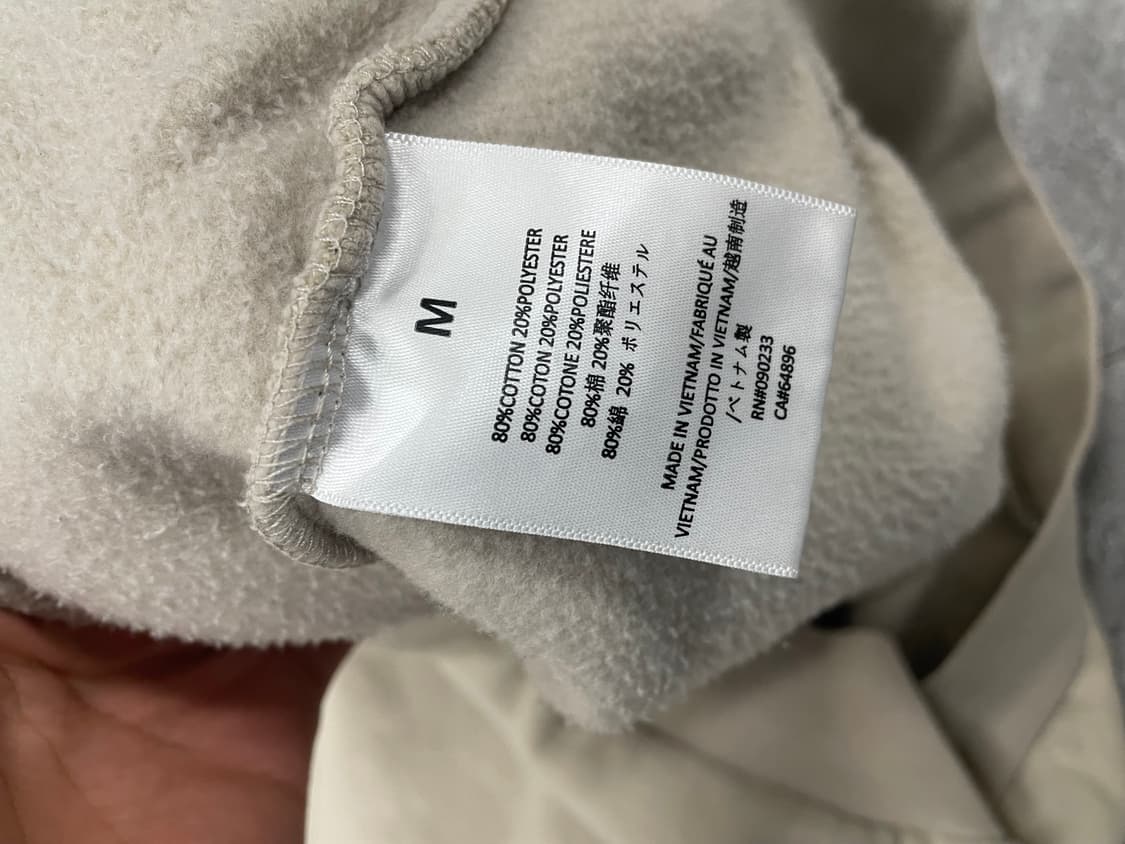 M
80%COTTON 20%POLYESTER
80%COTON 20%POLYESTER
80%COTONE 20%POLIESTERE
80%棉 20%聚酯纤维
80%綿 20% ポリエステル
MADE IN VIETNAM/FABRIQUÉ AU
VIETNAM/PRODOTTO IN VIETNAM/越南制造
/ベトナム製
RN#090233
CA#64896